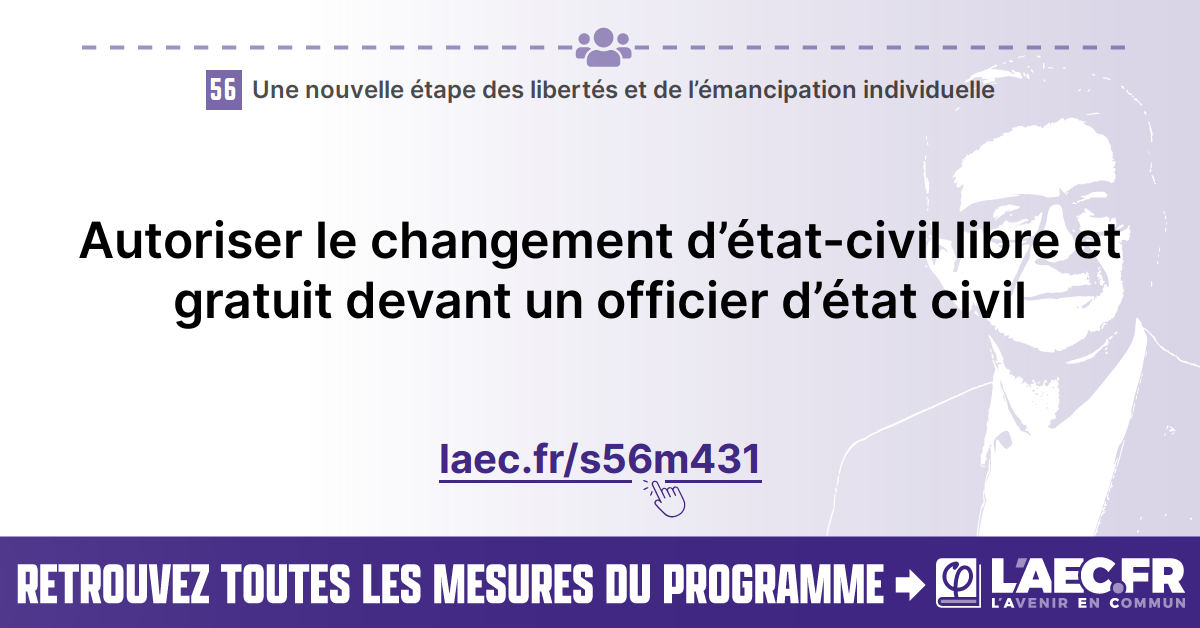 56 Une nouvelle étape des libertés et de l’émancipation individuelle
Autoriser le changement d’état-civil libre et
gratuit devant un officier d’état civil
laec.fr/s56m431
RETROUVEZ TOUTES LES MESURES DU PROGRAMME
L'AEC.FR
L'AVENIR EN COMMUN